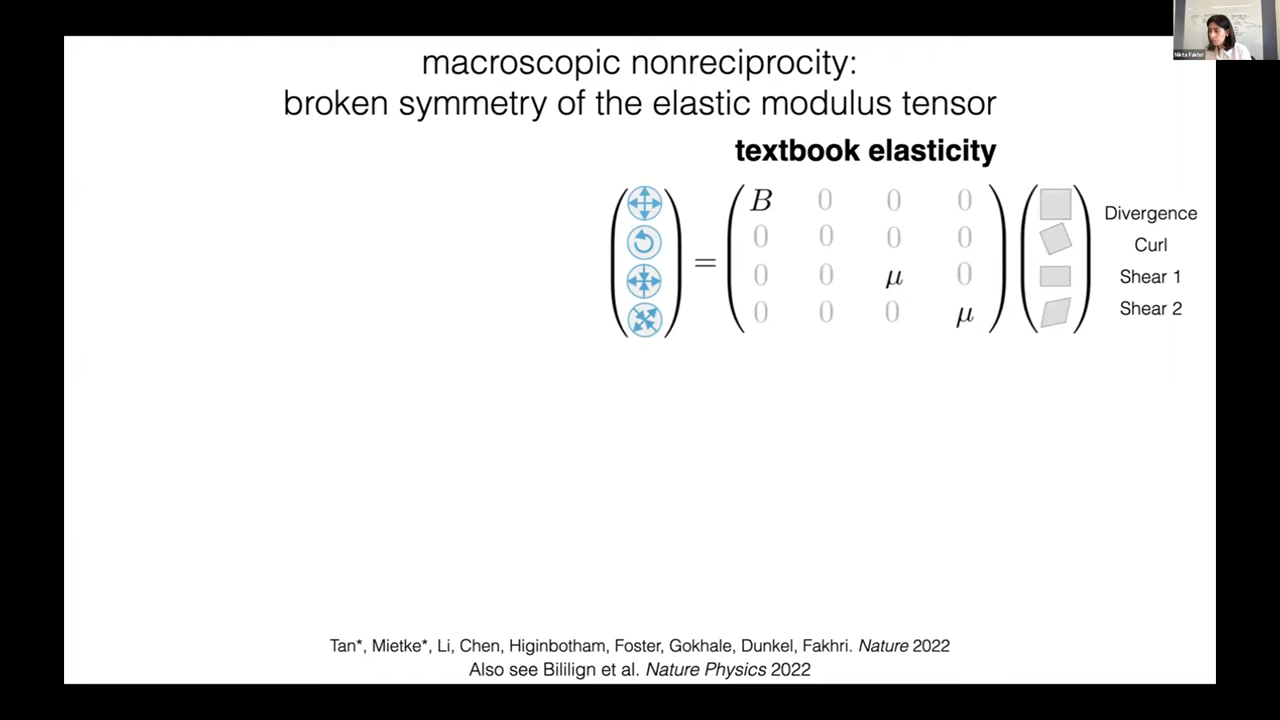 Nikta Fakhri
macroscopic nonreciprocity:
broken symmetry of the elastic modulus tensor
textbook elasticity
B 0 0 0
0 0 0 0
0 0 μ 0
0 0 0 μ
=
Divergence
Curl
Shear 1
Shear 2
Tan*, Mietke*, Li, Chen, Higinbotham, Foster, Gokhale, Dunkel, Fakhri. Nature 2022
Also see Bililign et al. Nature Physics 2022